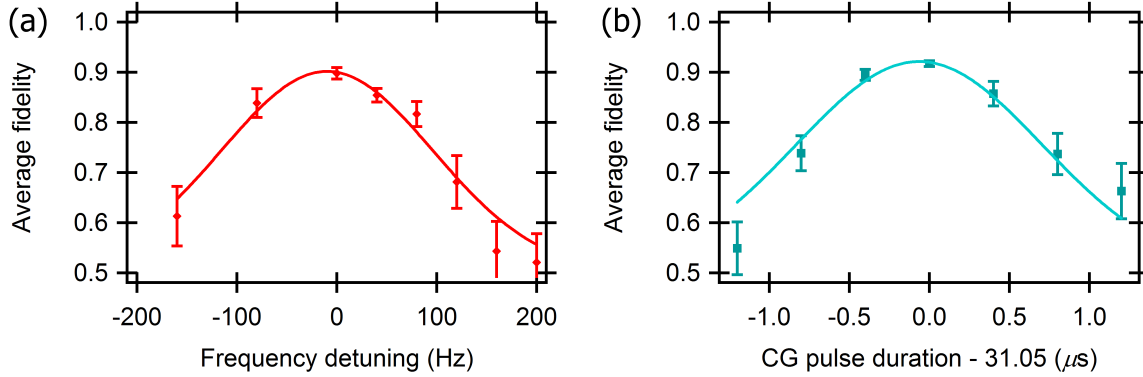 (a)
Average fidelity
1.0
0.9
0.8
0.7
0.6
0.5
-200 -100 0 100 200
Frequency detuning (Hz)
(b)
Average fidelity
1.0
0.9
0.8
0.7
0.6
0.5
-1.0 -0.5 0.0 0.5 1.0
CG pulse duration - 31.05 (μs)